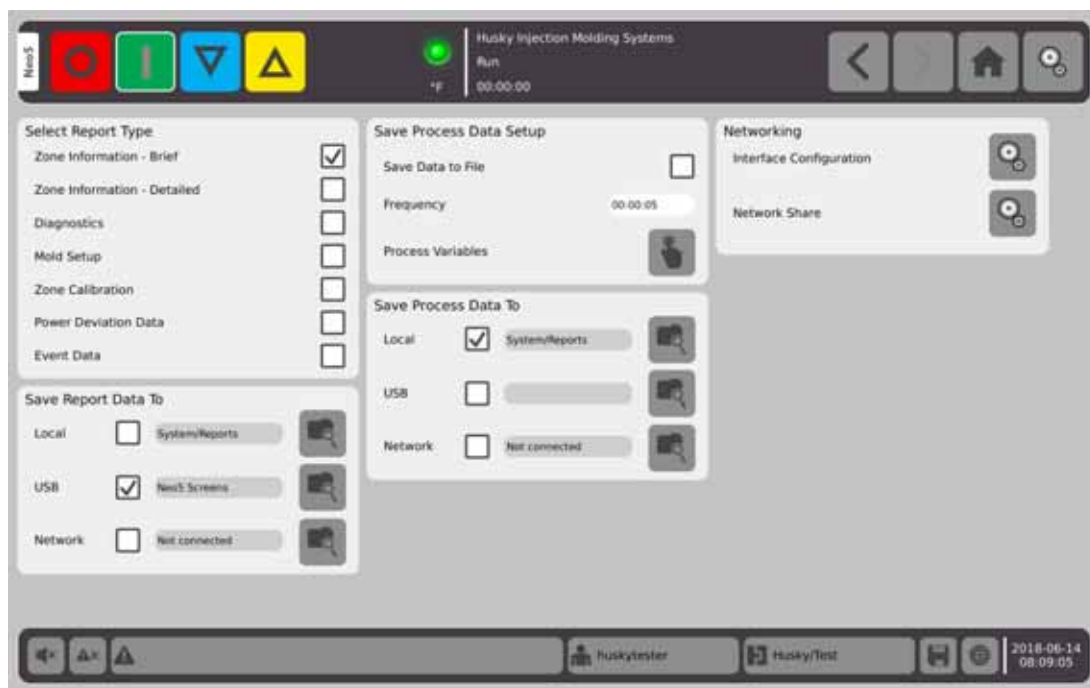 Neo5
Husky Injection Molding Systems
Run
°F
00:00:00
Select Report Type
Zone Information - Brief
Zone Information - Detailed
Diagnostics
Mold Setup
Zone Calibration
Power Deviation Data
Event Data
Save Report Data To
Local
System/Reports
USB
Neo5 Screens
Network
Not connected
Save Process Data Setup
Save Data to File
Frequency
00:00:05
Process Variables
Save Process Data To
Local
System/Reports
USB
Network
Not connected
Networking
Interface Configuration
Network Share
huskytester
Husky/Test
2018-06-14
08:09:05